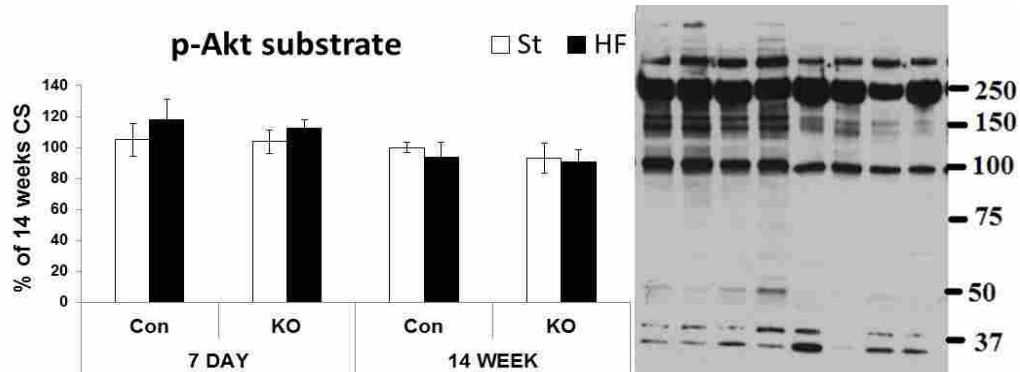 p-Akt substrate
St HF
% of 14 weeks CS
140
120
100
80
60
40
20
0
Con KO Con KO
7 DAY 14 WEEK
250
150
100
75
50
37